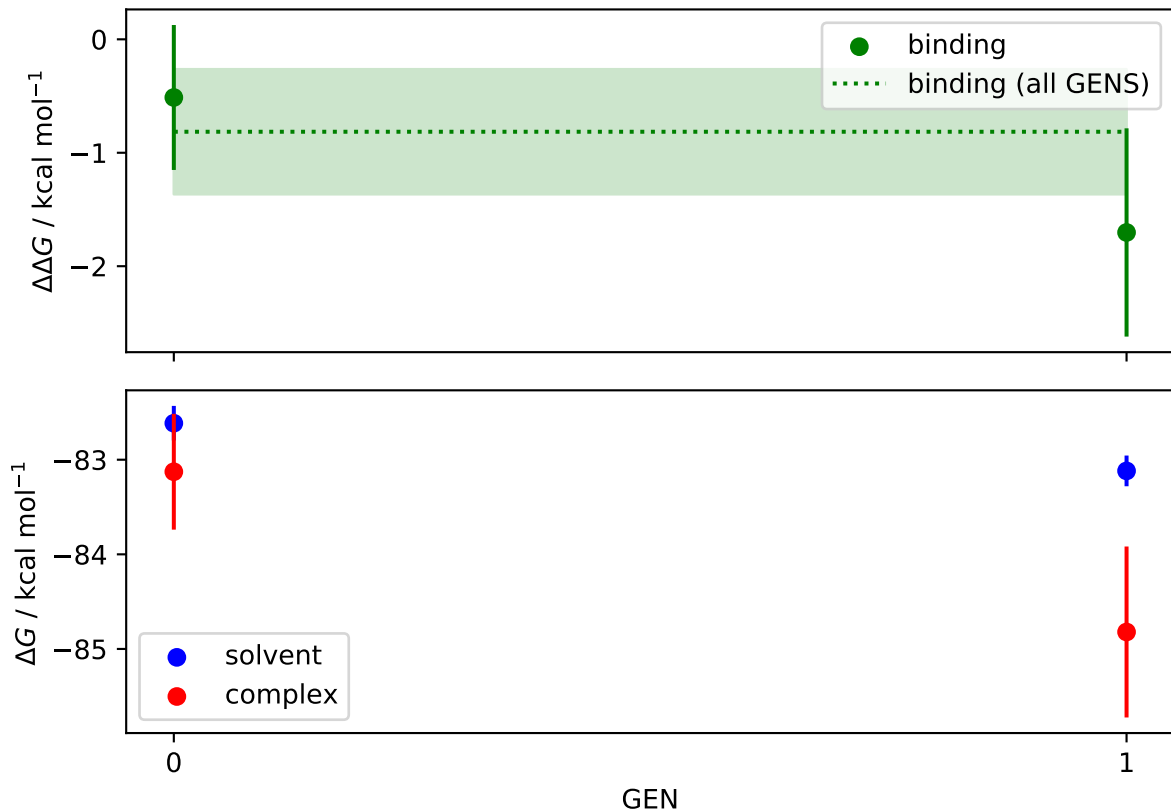 0
−1
−2
ΔΔG / kcal mol⁻¹
binding
binding (all GENS)
−83
−84
−85
ΔG / kcal mol⁻¹
solvent
complex
0
1
GEN